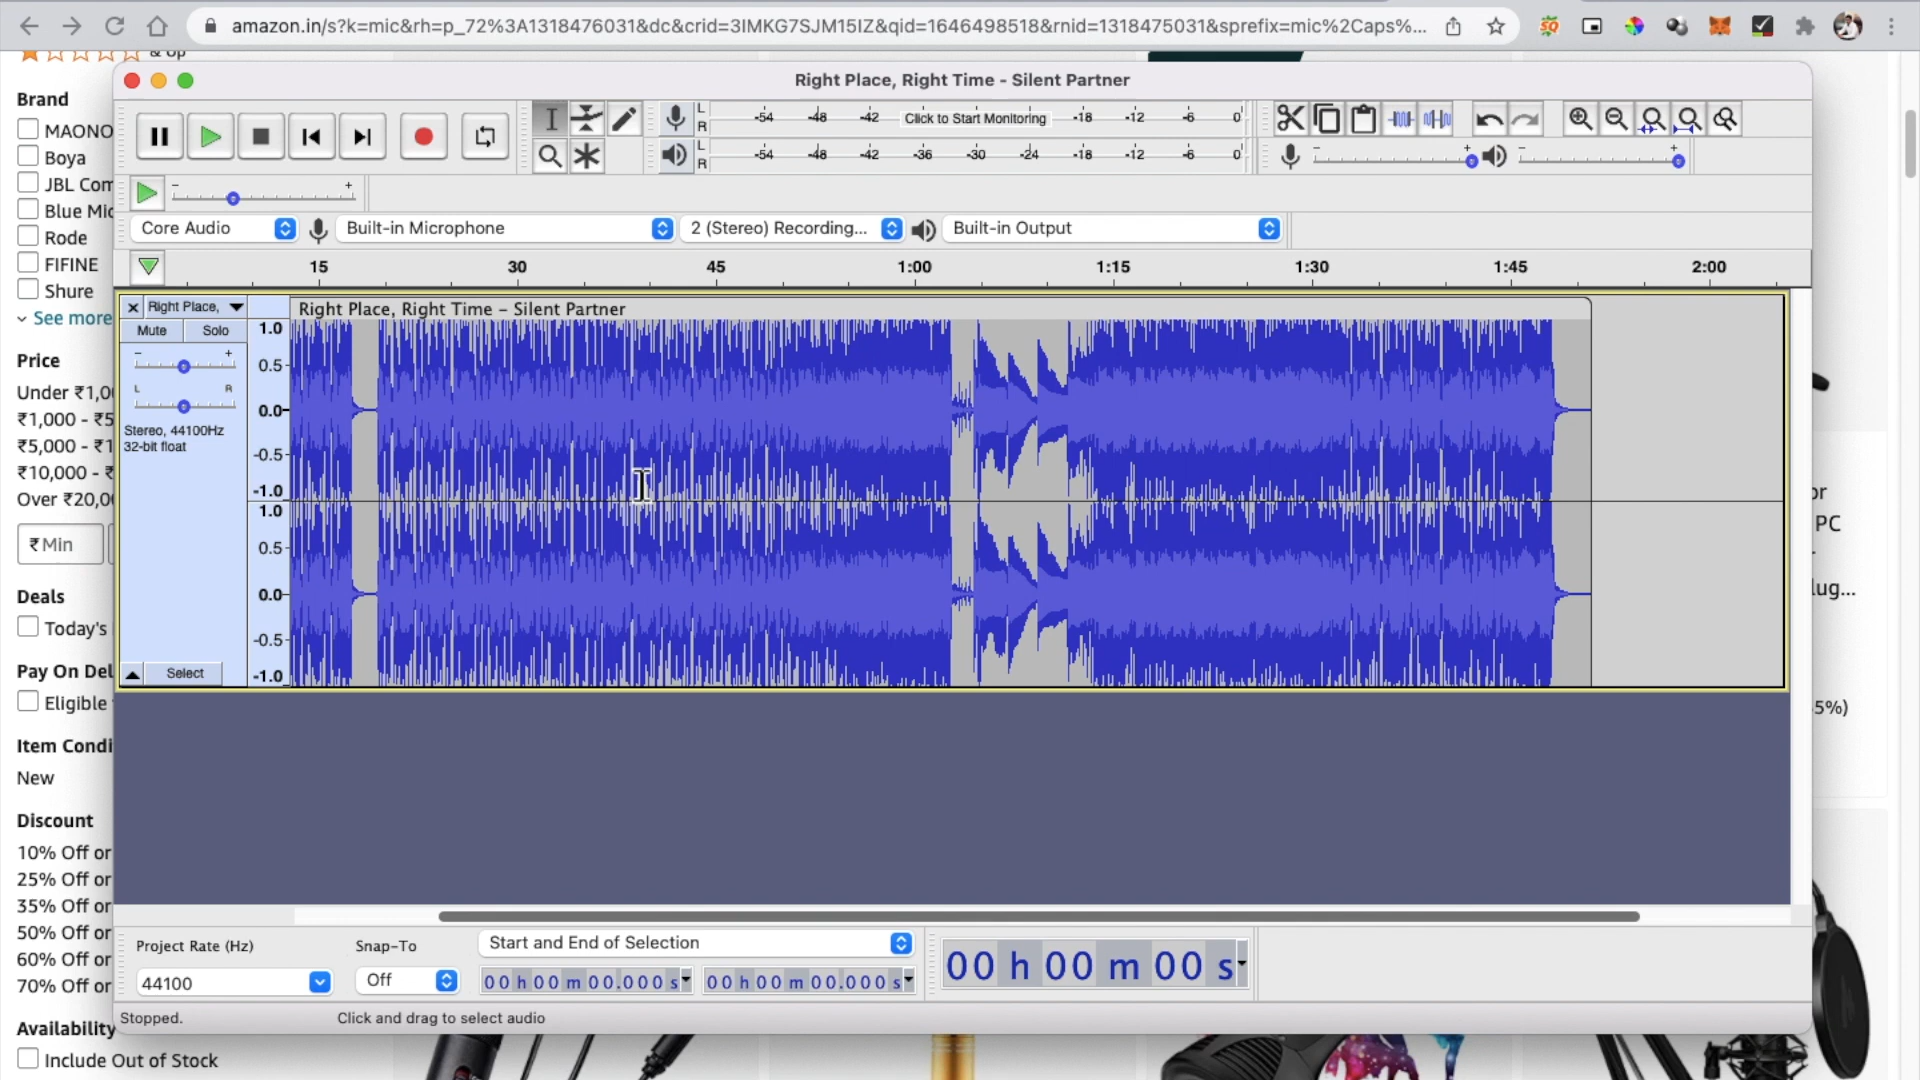 amazon.in/s?k=mic&rh=p_72%3A1318476031&dc&crid=3IMKG7SJM15IZ&qid=1646498518&rnid=1318475031&sprefix=mic%2Caps%...
& Up
Brand
MAONO
Boya
JBL Com
Blue Mic
Rode
FIFINE
Shure
See more
Price
Under ₹1,0
₹1,000 - ₹5
₹5,000 - ₹1
₹10,000 - ₹
Over ₹20,0
₹ Min
Deals
Today's
Pay On Del
Eligible
Item Condi
New
Discount
10% Off or
25% Off or
35% Off or
50% Off or
60% Off or
70% Off or
Availability
Include Out of Stock
Right Place, Right Time - Silent Partner
L
R
-54 -48 -42 Click to Start Monitoring -18 -12 -6 0
L
R
-54 -48 -42 -36 -30 -24 -18 -12 -6 0
Core Audio
Built-in Microphone
2 (Stereo) Recording...
Built-in Output
15 30 45 1:00 1:15 1:30 1:45 2:00
Right Place,
Right Place, Right Time - Silent Partner
Mute Solo
- +
L R
Stereo, 44100Hz
32-bit float
Select
1.0
0.5
0.0
-0.5
-1.0
1.0
0.5
0.0
-0.5
-1.0
Project Rate (Hz)
44100
Snap-To
Off
Start and End of Selection
00 h 00 m 00.000 s
00 h 00 m 00.000 s
00 h 00 m 00 s
Stopped.
Click and drag to select audio
or
PC
ug...
5%)